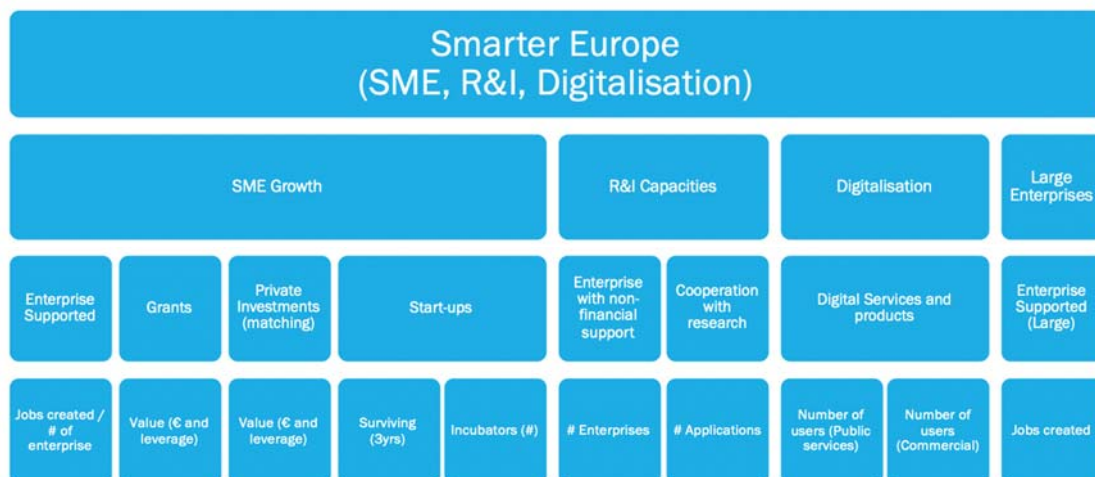 Smarter Europe
(SME, R&I, Digitalisation)
SME Growth
R&I Capacities
Digitalisation
Large
Enterprises
Enterprise
Supported
Grants
Private
Investments
(matching)
Start-ups
Enterprise
with non-
financial
support
Cooperation
with
research
Digital Services and
products
Enterprise
Supported
(Large)
Jobs created /
# of
enterprise
Value (€ and
leverage)
Value (€ and
leverage)
Surviving
(3yrs)
Incubators (#)
# Enterprises
# Applications
Number of
users (Public
services)
Number of
users
(Commercial)
Jobs created